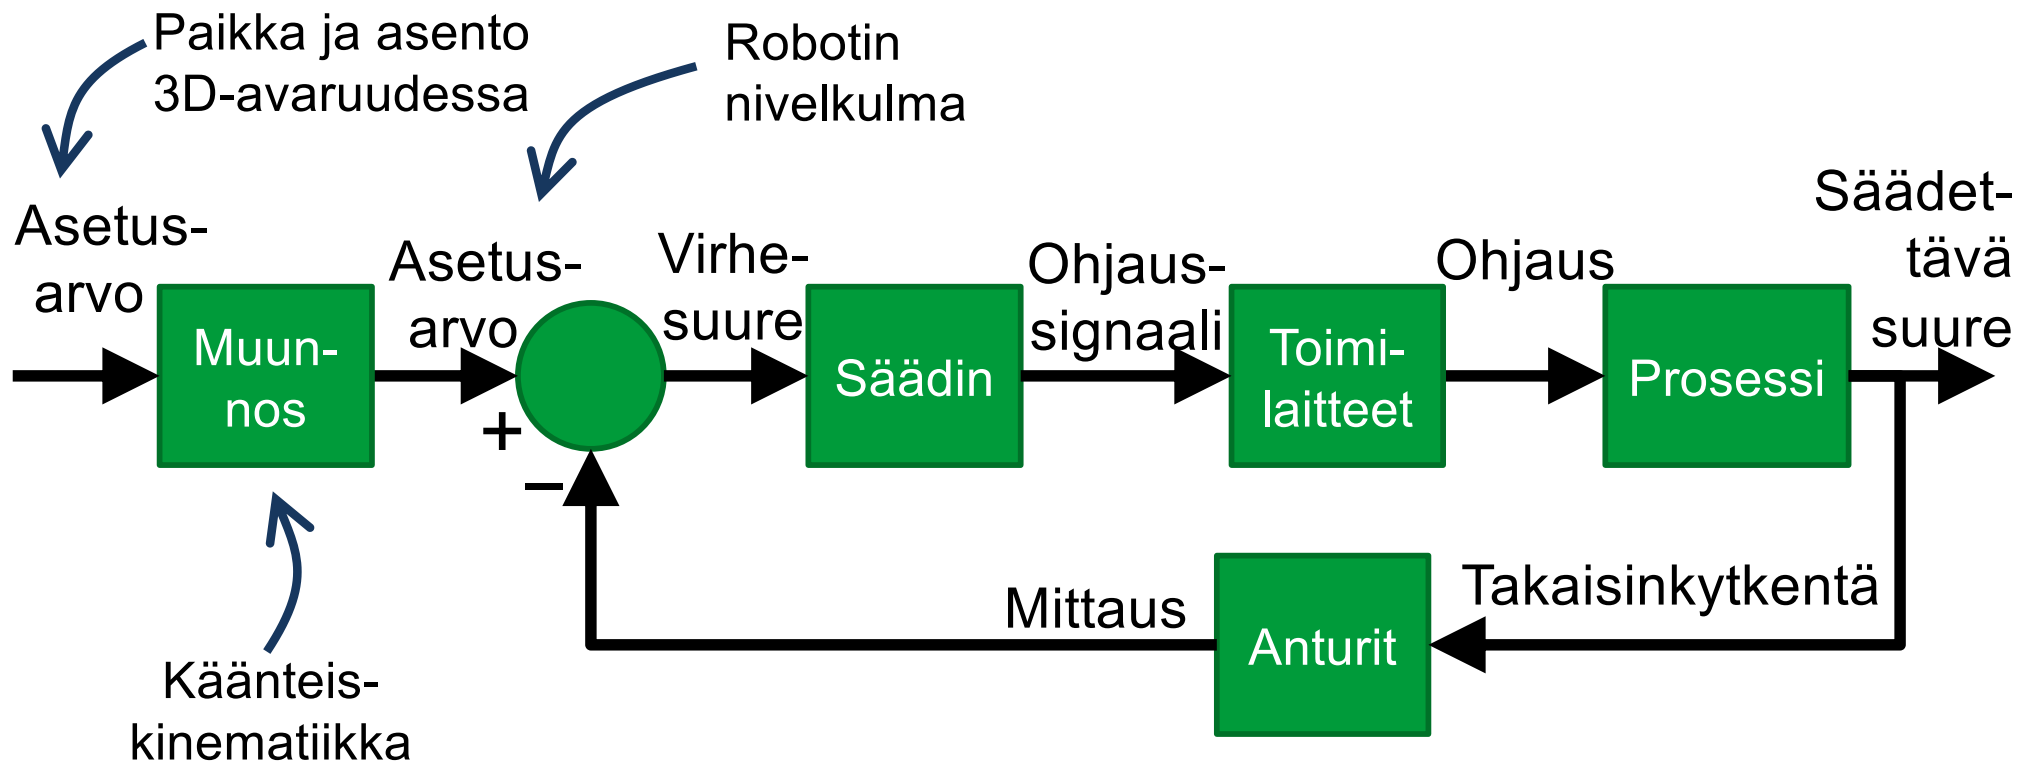 Paikka ja asento
3D-avaruudessa
Robotin
nivelkulma
Asetus-
arvo
Muun-
nos
Käänteis-
kinematiikka
Asetus-
arvo
+
–
Virhe-
suure
Säädin
Ohjaus-
signaali
Toimi-
laitteet
Ohjaus
Prosessi
Säädet-
tävä
suure
Takaisinkytkentä
Anturit
Mittaus